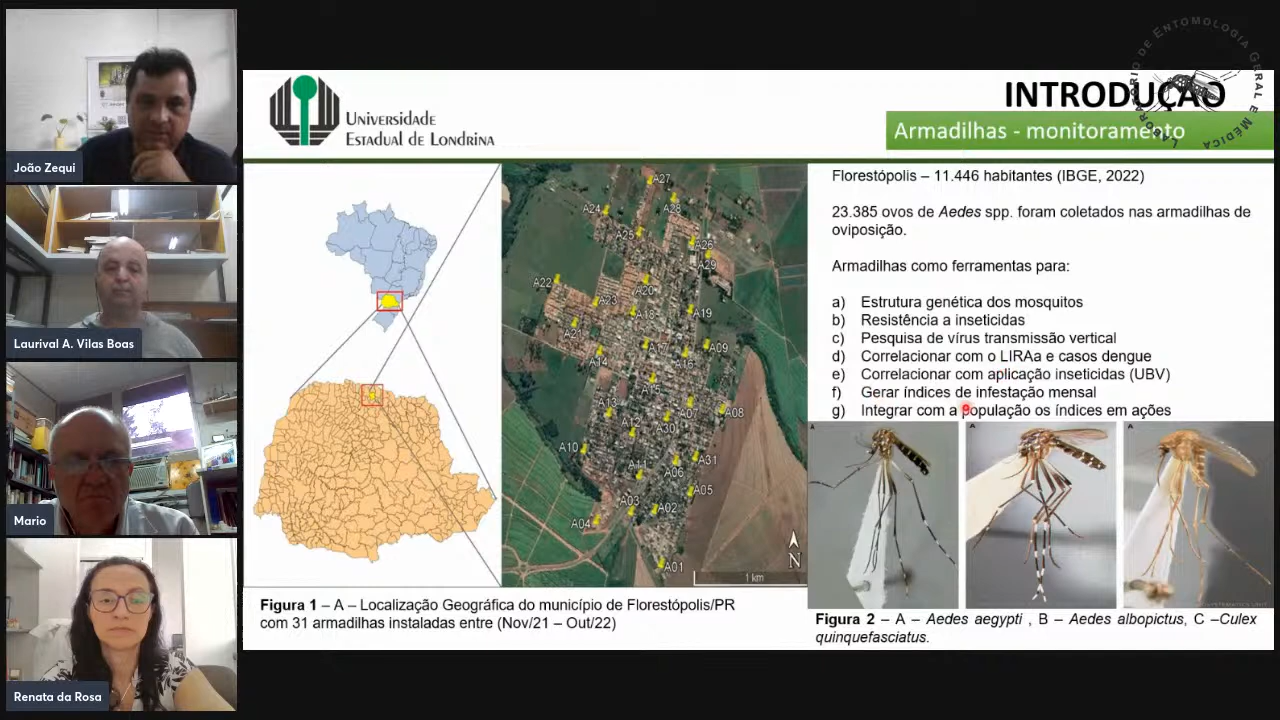 João Zequi
Laurival A. Vilas Boas
Mario
Renata da Rosa
Universidade
Estadual de Londrina
INTRODUÇÃO
Armadilhas - monitoramento
LABORATÓRIO DE ENTOMOLOGIA GERAL E MÉDICA
A27
A24
A28
A25
A26
A29
A22
A20
A23
A18
A19
A21
A17
A09
A14
A16
A15
A13
A07
A08
A12
A30
A10
A11
A31
A06
A05
A03
A02
A04
A01
N
1 km
Florestópolis – 11.446 habitantes (IBGE, 2022)
23.385 ovos de Aedes spp. foram coletados nas armadilhas de
oviposição.
Armadilhas como ferramentas para:
a) Estrutura genética dos mosquitos
b) Resistência a inseticidas
c) Pesquisa de vírus transmissão vertical
d) Correlacionar com o LIRAa e casos dengue
e) Correlacionar com aplicação inseticidas (UBV)
f) Gerar índices de infestação mensal
g) Integrar com a população os índices em ações
Figura 1 – A – Localização Geográfica do município de Florestópolis/PR
com 31 armadilhas instaladas entre (Nov/21 – Out/22)
Figura 2 – A – Aedes aegypti , B – Aedes albopictus, C –Culex
quinquefasciatus.